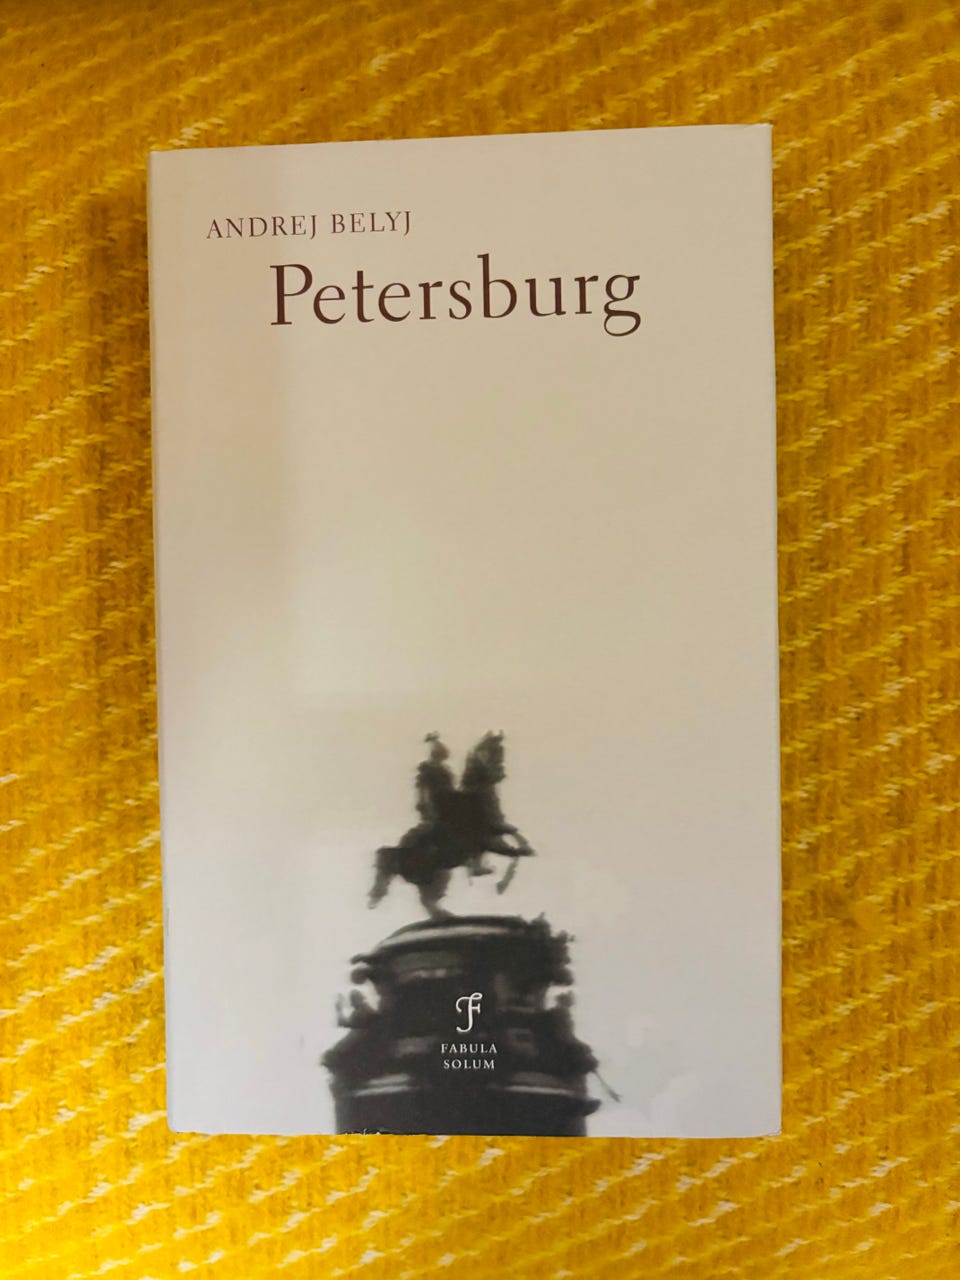 ANDREJ BELYJ
Petersburg
F
FABULA
SOLUM